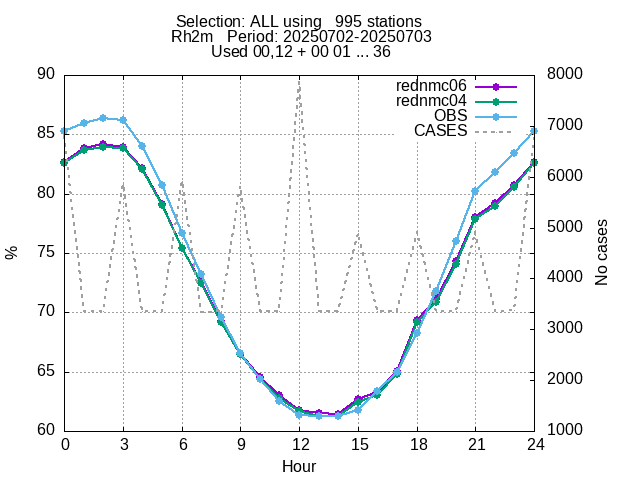 Selection: ALL using   995 stations
Rh2m   Period: 20250702-20250703
Used 00,12 + 00 01 ... 36
90 8000
rednmc06
rednmc04
OBS
CASES
85 7000
80 6000
75 5000
70 4000
65 3000
60 2000
1000
%
No cases
0 3 6 9 12 15 18 21 24
Hour